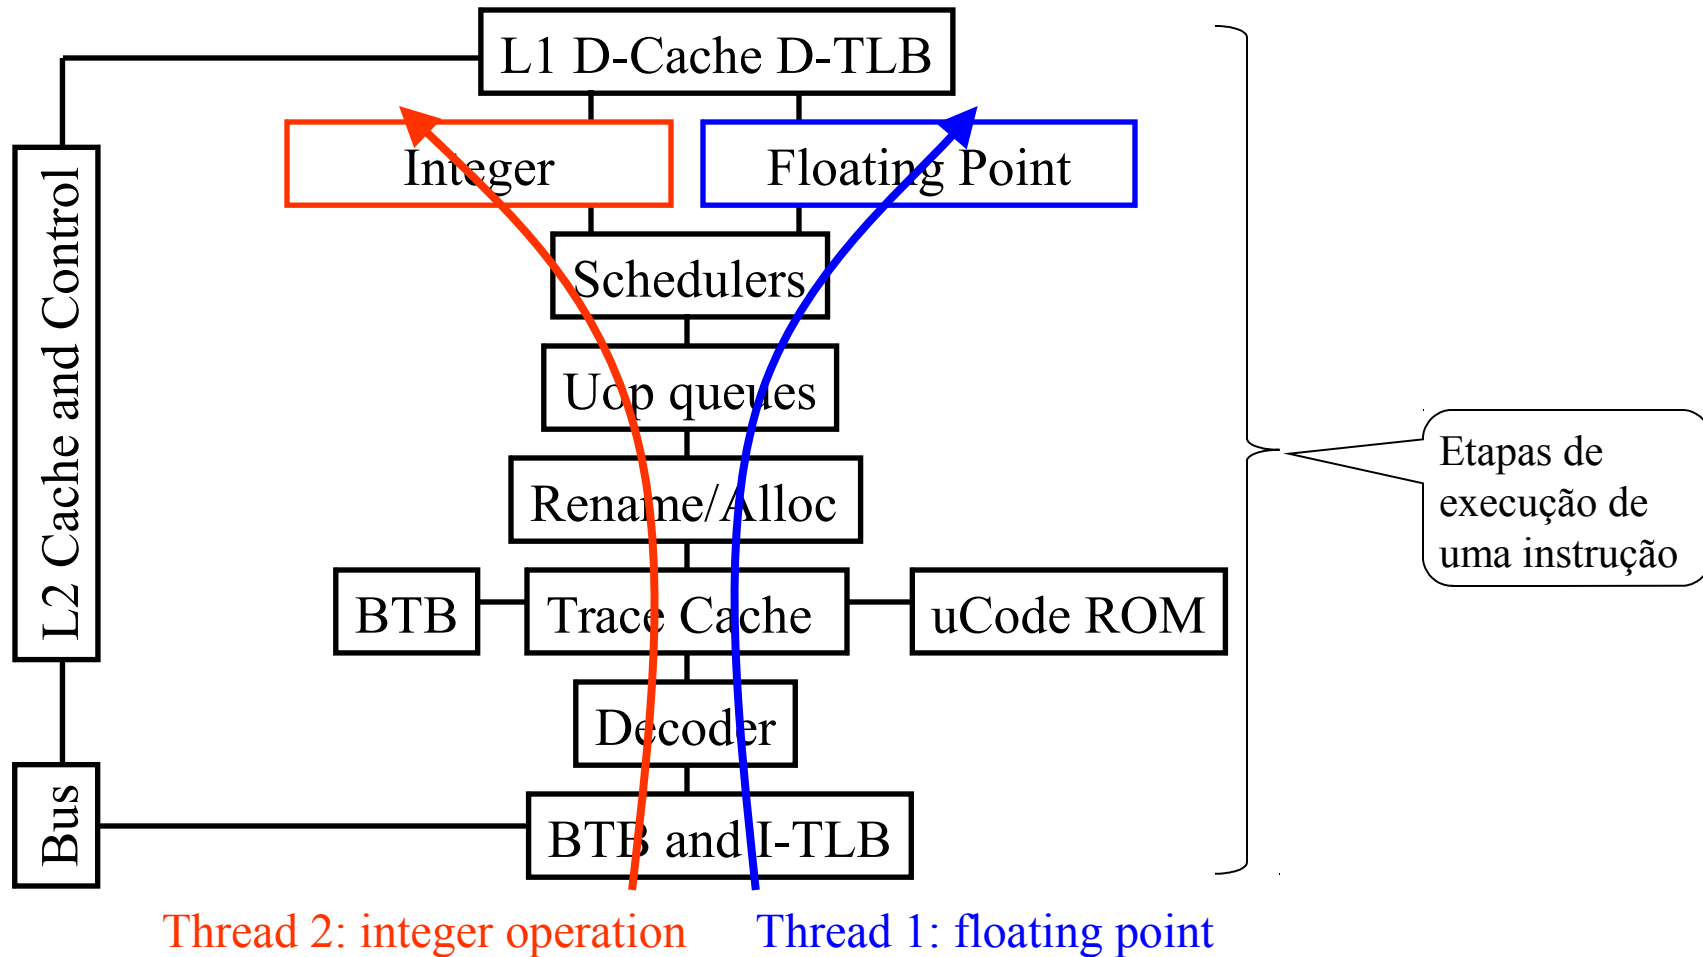 L1 D-Cache D-TLB
Integer
Floating Point
Schedulers
Uop queues
Rename/Alloc
BTB
Trace Cache
uCode ROM
Decoder
BTB and I-TLB
L2 Cache and Control
Bus
Etapas de
execução de
uma instrução
Thread 2: integer operation
Thread 1: floating point